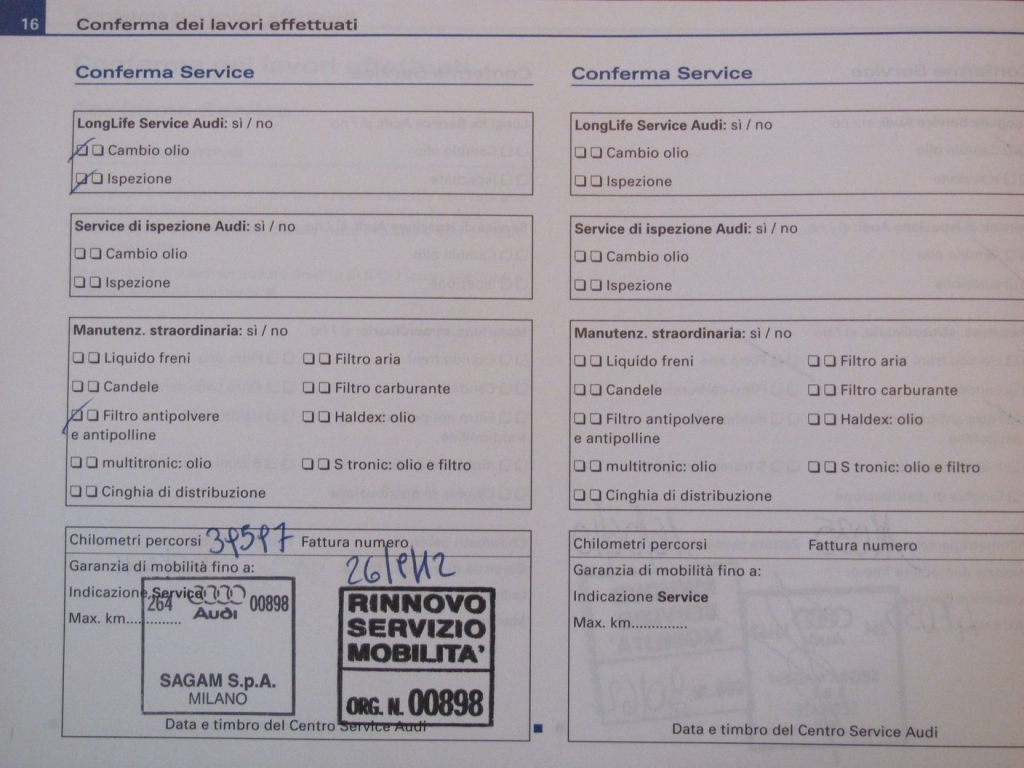 16 Conferma dei lavori effettuati
Conferma Service
LongLife Service Audi: sì / no
Cambio olio
Ispezione
Service di ispezione Audi: sì / no
Cambio olio
Ispezione
Manutenz. straordinaria: sì / no
Liquido freni Filtro aria
Candele Filtro carburante
Filtro antipolvere Haldex: olio
e antipolline
multitronic: olio S tronic: olio e filtro
Cinghia di distribuzione
Chilometri percorsi Fattura numero
Garanzia di mobilità fino a:
Indicazione Service
Max. km.............
264 00898
Audi
SAGAM S.p.A.
MILANO
RINNOVO
SERVIZIO
MOBILITA'
ORG. N. 00898
Data e timbro del Centro Service Audi
Conferma Service
LongLife Service Audi: sì / no
Cambio olio
Ispezione
Service di ispezione Audi: sì / no
Cambio olio
Ispezione
Manutenz. straordinaria: sì / no
Liquido freni Filtro aria
Candele Filtro carburante
Filtro antipolvere Haldex: olio
e antipolline
multitronic: olio S tronic: olio e filtro
Cinghia di distribuzione
Chilometri percorsi Fattura numero
Garanzia di mobilità fino a:
Indicazione Service
Max. km.............
Data e timbro del Centro Service Audi